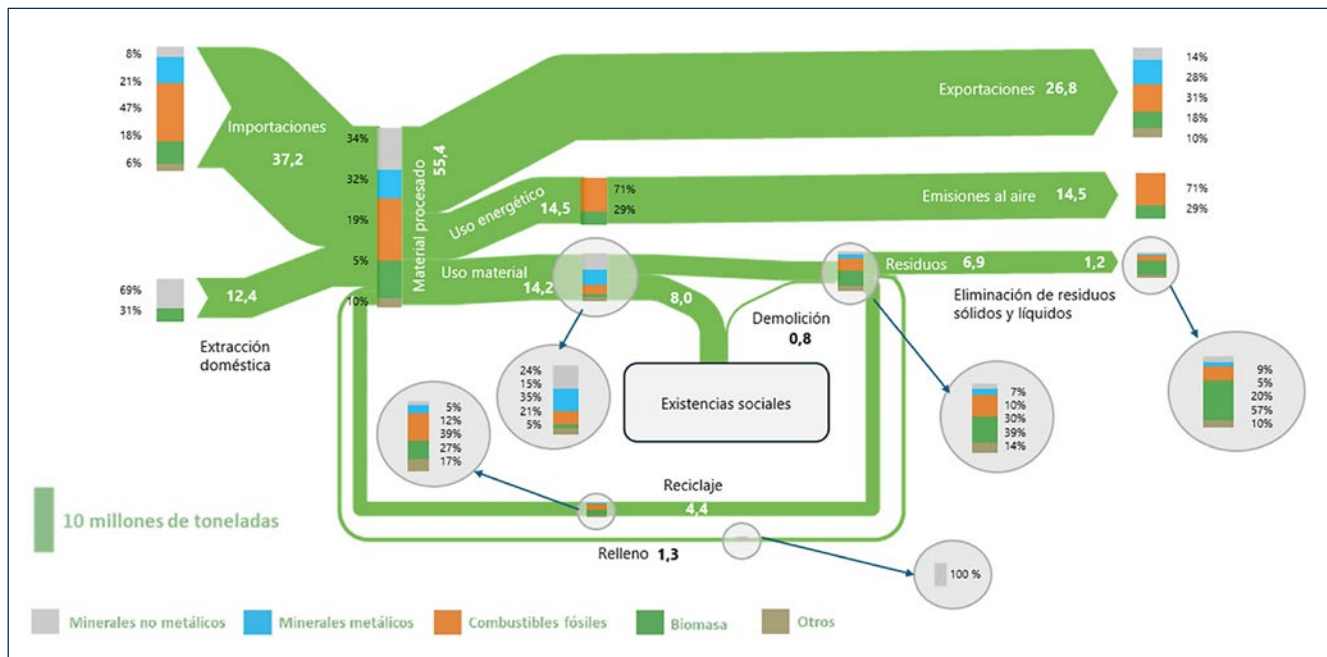 8%
21%
47%
18%
6%
Importaciones
37,2
69%
31%
12,4
Extracción
doméstica
34%
32%
19%
5%
10%
Material procesado
55,4
Uso energético
14,5
71%
29%
Uso material
14,2
8,0
Exportaciones 26,8
14%
28%
31%
18%
10%
Emisiones al aire 14,5
71%
29%
Residuos 6,9
1,2
Eliminación de residuos
sólidos y líquidos
Demolición
0,8
Existencias sociales
24%
15%
35%
21%
5%
5%
12%
39%
27%
17%
7%
10%
30%
39%
14%
9%
5%
20%
57%
10%
Reciclaje
4,4
Relleno 1,3
100 %
10 millones de toneladas
Minerales no metálicos
Minerales metálicos
Combustibles fósiles
Biomasa
Otros